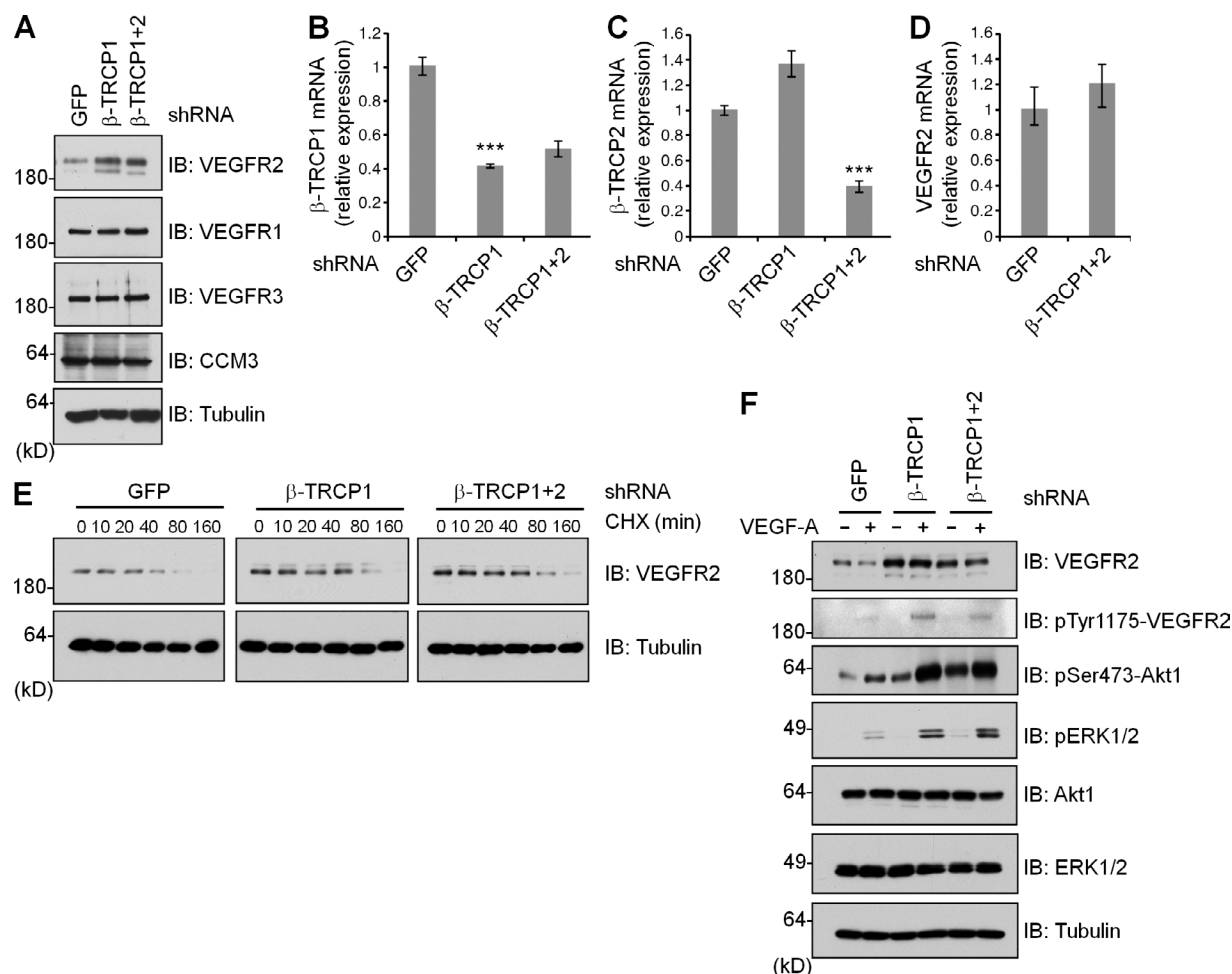 A
GFP
β-TRCP1
β-TRCP1+2
shRNA
180
IB: VEGFR2
180
IB: VEGFR1
180
IB: VEGFR3
64
IB: CCM3
64
IB: Tubulin
(kD)
B
β-TRCP1 mRNA
(relative expression)
1.2
1
0.8
0.6
0.4
0.2
0
***
shRNA
GFP
β-TRCP1
β-TRCP1+2
C
β-TRCP2 mRNA
(relative expression)
1.6
1.4
1.2
1
0.8
0.6
0.4
0.2
0
***
shRNA
GFP
β-TRCP1
β-TRCP1+2
D
VEGFR2 mRNA
(relative expression)
1.6
1.4
1.2
1
0.8
0.6
0.4
0.2
0
shRNA
GFP
β-TRCP1+2
E
GFP β-TRCP1 β-TRCP1+2 shRNA
0 10 20 40 80 160 0 10 20 40 80 160 0 10 20 40 80 160 CHX (min)
180
IB: VEGFR2
64
IB: Tubulin
(kD)
F
GFP
β-TRCP1
β-TRCP1+2
shRNA
VEGF-A – + – + – +
180
IB: VEGFR2
180
IB: pTyr1175-VEGFR2
64
IB: pSer473-Akt1
49
IB: pERK1/2
64
IB: Akt1
49
IB: ERK1/2
64
IB: Tubulin
(kD)